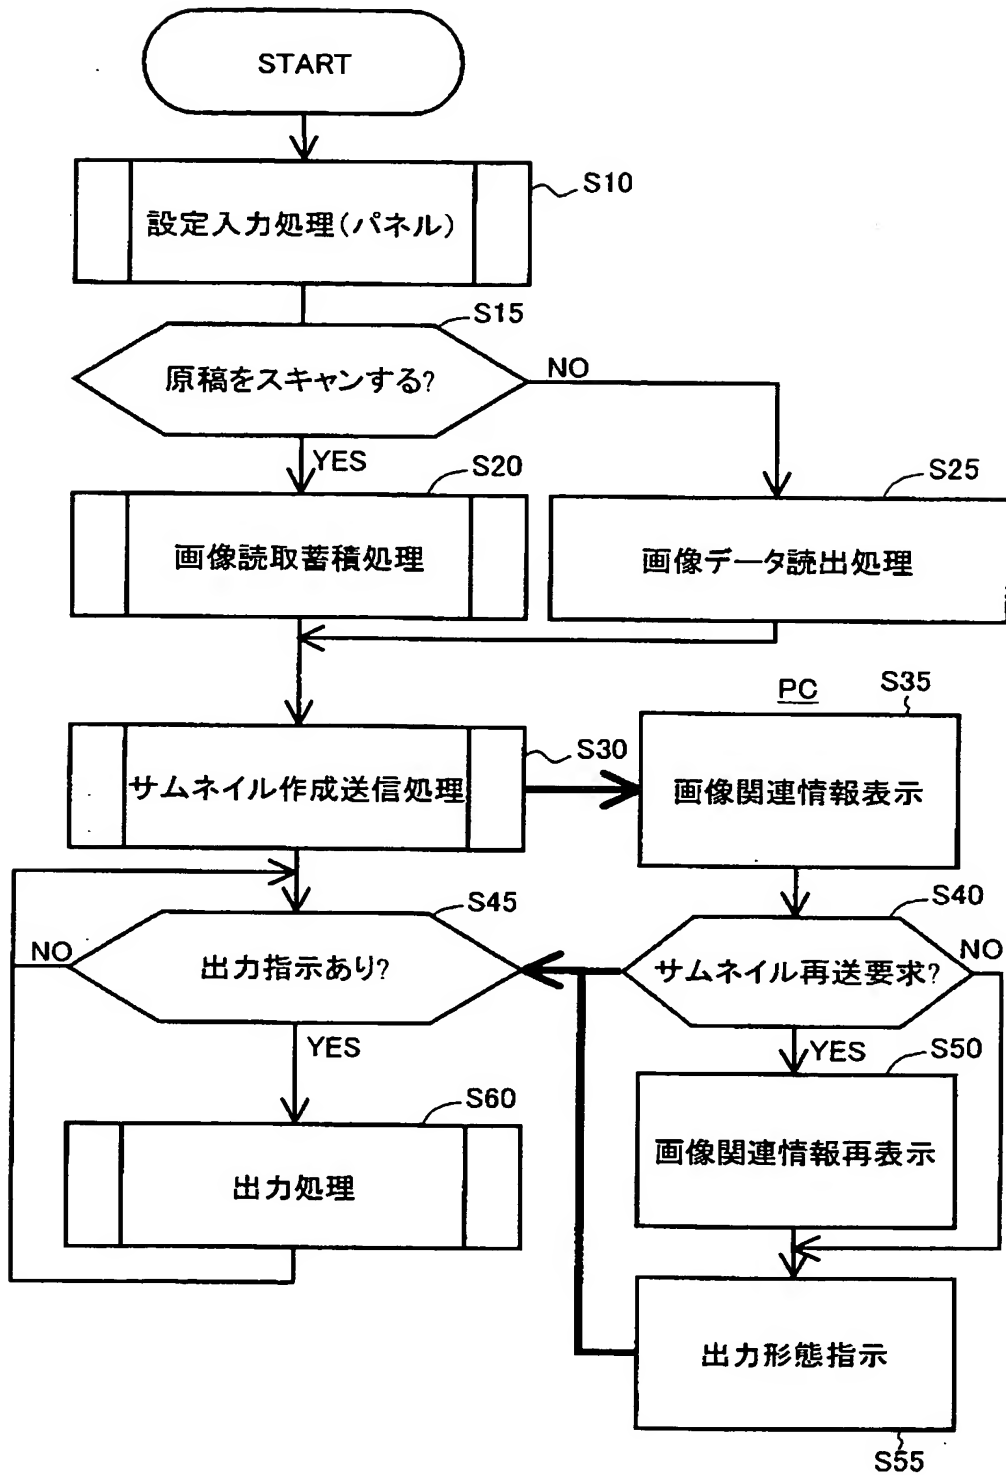 START
S10
設定入力処理(パネル)
S15
原稿をスキャンする?
NO
YES
S20
S25
画像読取蓄積処理
画像データ読出処理
PC
S35
S30
サムネイル作成送信処理
画像関連情報表示
S45
S40
NO
出力指示あり?
サムネイル再送要求?
NO
YES
YES
S50
S60
画像関連情報再表示
出力処理
出力形態指示
S55